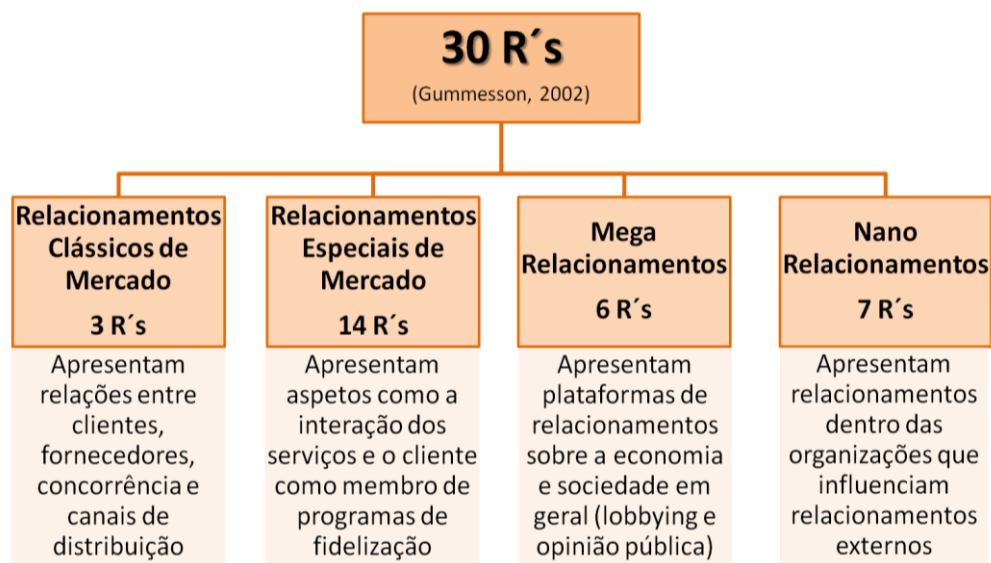 30 R´s
(Gummesson, 2002)
Relacionamentos
Clássicos de
Mercado
3 R´s
Apresentam
relações entre
clientes,
fornecedores,
concorrência e
canais de
distribuição
Relacionamentos
Especiais de
Mercado
14 R´s
Apresentam
aspetos como a
interação dos
serviços e o cliente
como membro de
programas de
fidelização
Mega
Relacionamentos
6 R´s
Apresentam
plataformas de
relacionamentos
sobre a economia
e sociedade em
geral (lobbying e
opinião pública)
Nano
Relacionamentos
7 R´s
Apresentam
relacionamentos
dentro das
organizações que
influenciam
relacionamentos
externos